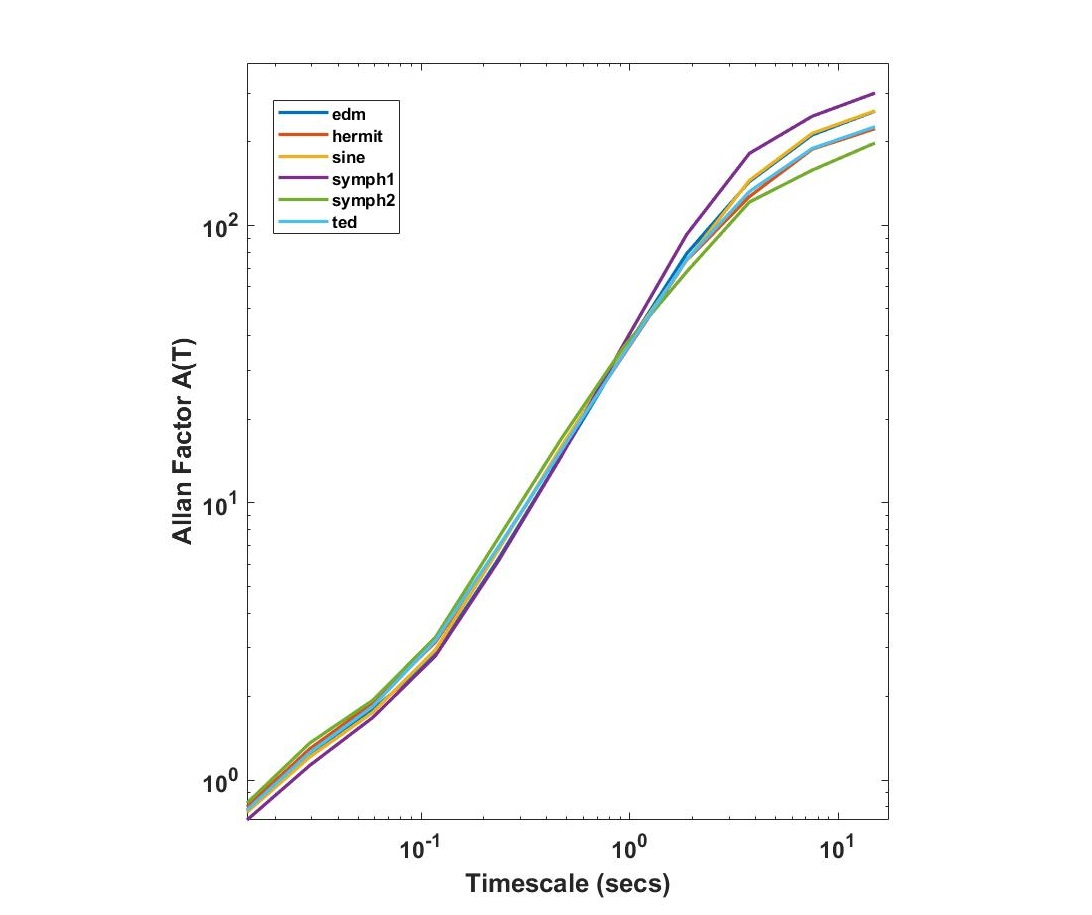 edm
hermit
sine
symph1
symph2
ted
10^2
10^1
10^0
Allan Factor A(T)
10^-1
10^0
10^1
Timescale (secs)